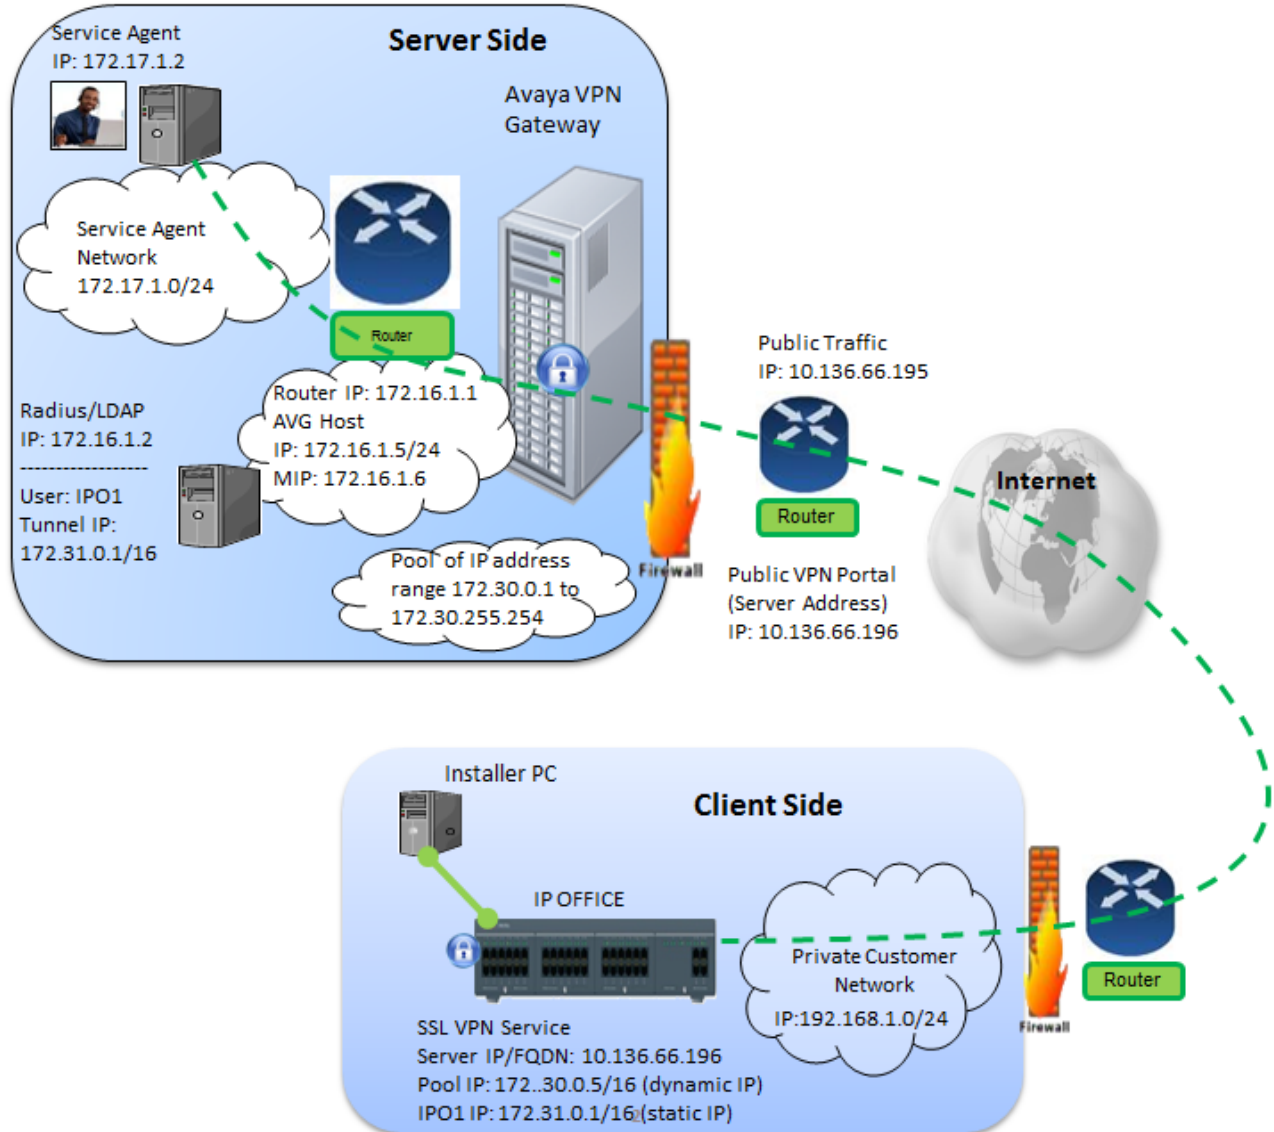 Service Agent
IP: 172.17.1.2
Server Side
Avaya VPN
Gateway
Service Agent
Network
172.17.1.0/24
Router
Router IP: 172.16.1.1
AVG Host
IP: 172.16.1.5/24
MIP: 172.16.1.6
Radius/LDAP
IP: 172.16.1.2
------------------
User: IPO1
Tunnel IP:
172.31.0.1/16
Pool of IP address
range 172.30.0.1 to
172.30.255.254
Firewall
Public Traffic
IP: 10.136.66.195
Router
Public VPN Portal
(Server Address)
IP: 10.136.66.196
Internet
Installer PC
Client Side
IP OFFICE
Private Customer
Network
IP:192.168.1.0/24
Firewall
Router
SSL VPN Service
Server IP/FQDN: 10.136.66.196
Pool IP: 172..30.0.5/16 (dynamic IP)
IPO1 IP: 172.31.0.1/16 (static IP)
2